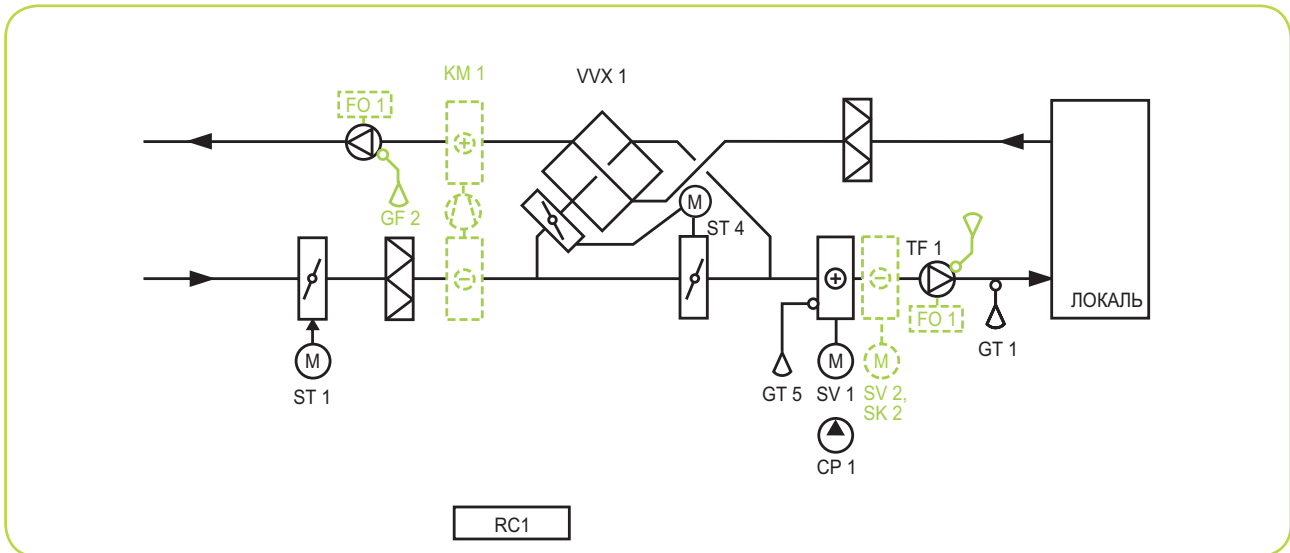 KM 1
VVX 1
FO 1
GF 2
M
ST 4
TF 1
ЛОКАЛЬ
FO 1
GT 1
M
ST 1
GT 5
M
SV 1
M
SV 2,
SK 2
CP 1
RC1